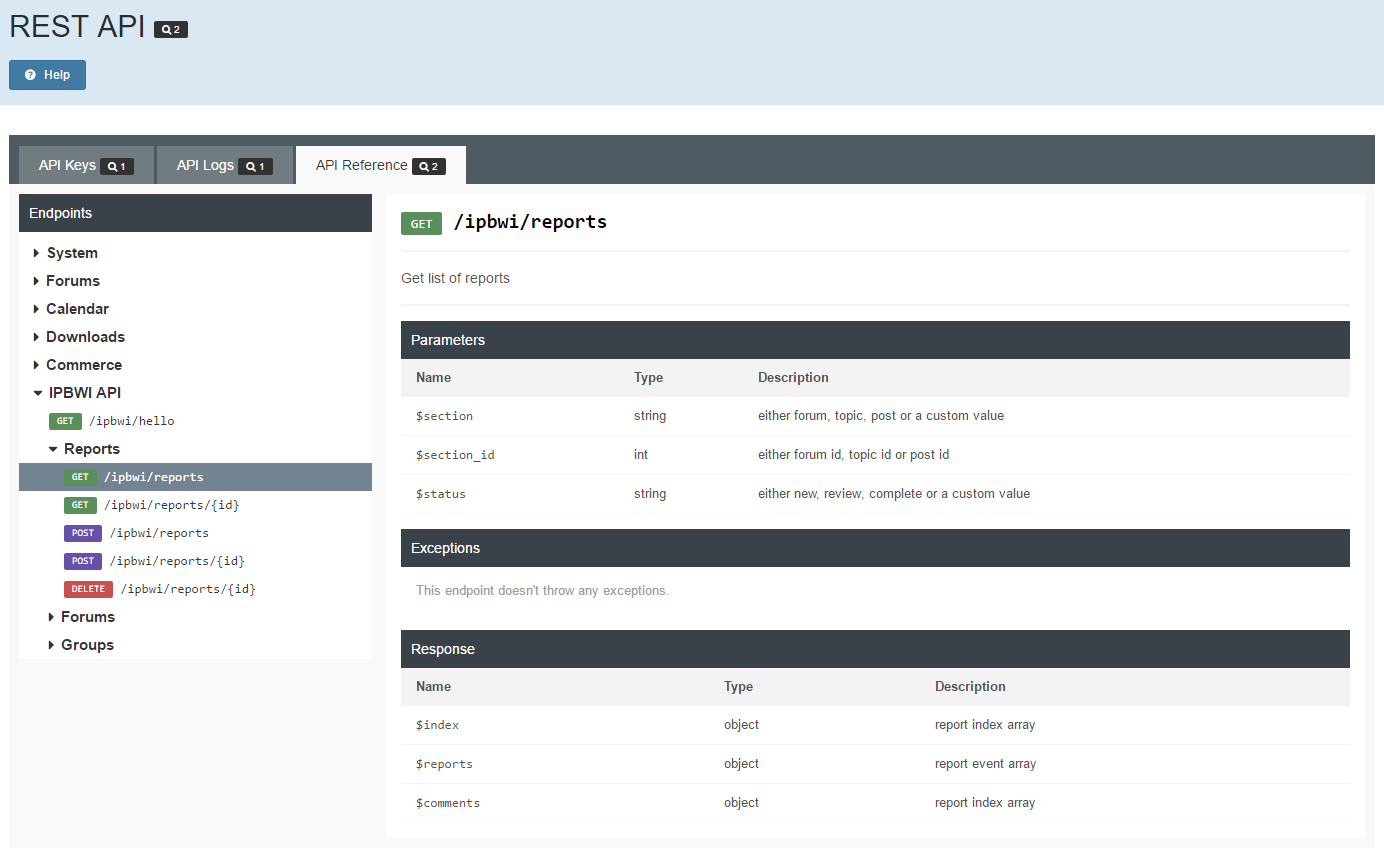 REST API 2
Help
API Keys 1 API Logs 1 API Reference 2
Endpoints
System
Forums
Calendar
Downloads
Commerce
IPBWI API
GET /ipbwi/hello
Reports
GET /ipbwi/reports
GET /ipbwi/reports/{id}
POST /ipbwi/reports
POST /ipbwi/reports/{id}
DELETE /ipbwi/reports/{id}
Forums
Groups
GET /ipbwi/reports
Get list of reports
Parameters
Name Type Description
$section string either forum, topic, post or a custom value
$section_id int either forum id, topic id or post id
$status string either new, review, complete or a custom value
Exceptions
This endpoint doesn't throw any exceptions.
Response
Name Type Description
$index object report index array
$reports object report event array
$comments object report index array